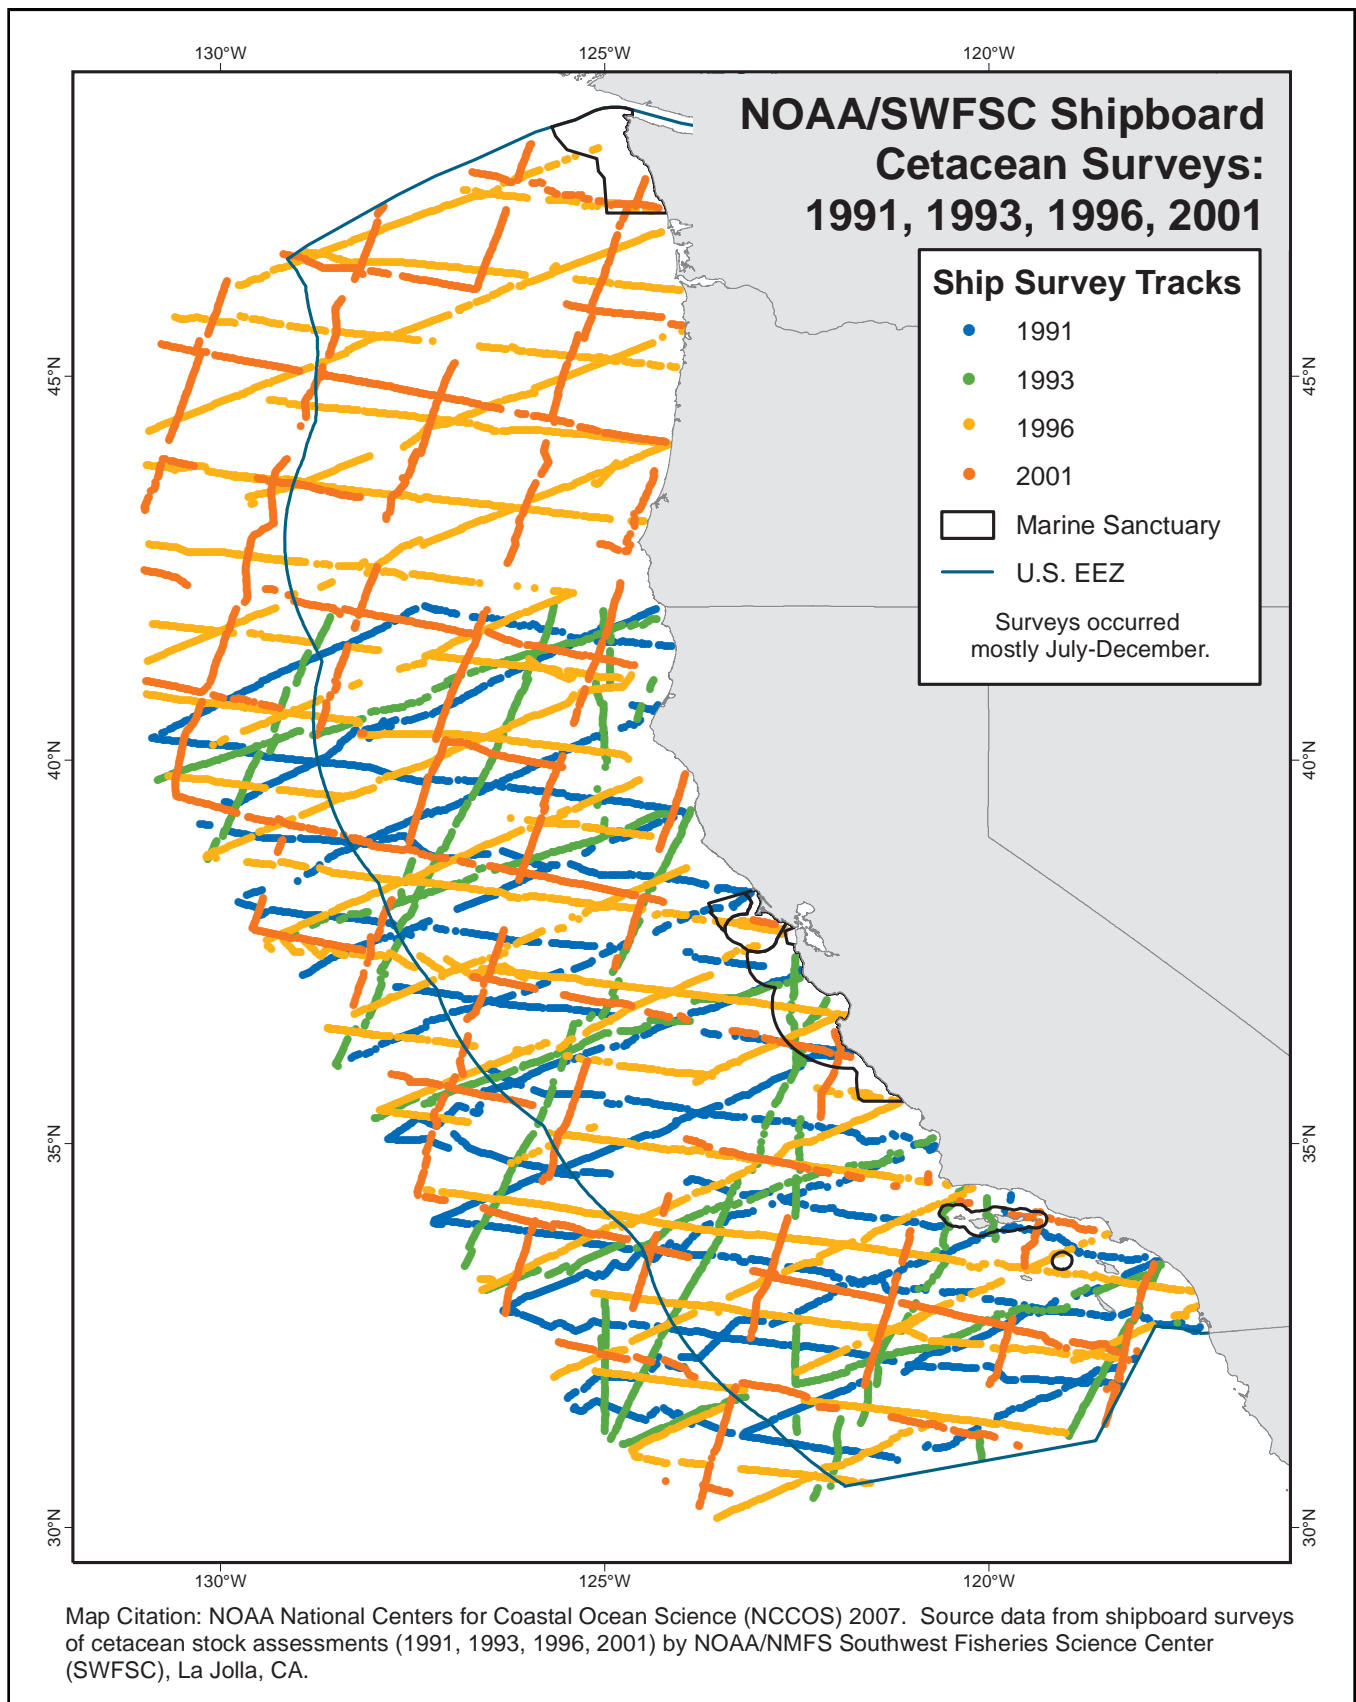 130°W
125°W
120°W
NOAA/SWFSC Shipboard
Cetacean Surveys:
1991, 1993, 1996, 2001
Ship Survey Tracks
1991
1993
1996
2001
Marine Sanctuary
U.S. EEZ
Surveys occurred
mostly July-December.
45°N
45°N
40°N
40°N
35°N
35°N
30°N
30°N
130°W
125°W
120°W
Map Citation: NOAA National Centers for Coastal Ocean Science (NCCOS) 2007.  Source data from shipboard surveys
of cetacean stock assessments (1991, 1993, 1996, 2001) by NOAA/NMFS Southwest Fisheries Science Center
(SWFSC), La Jolla, CA.